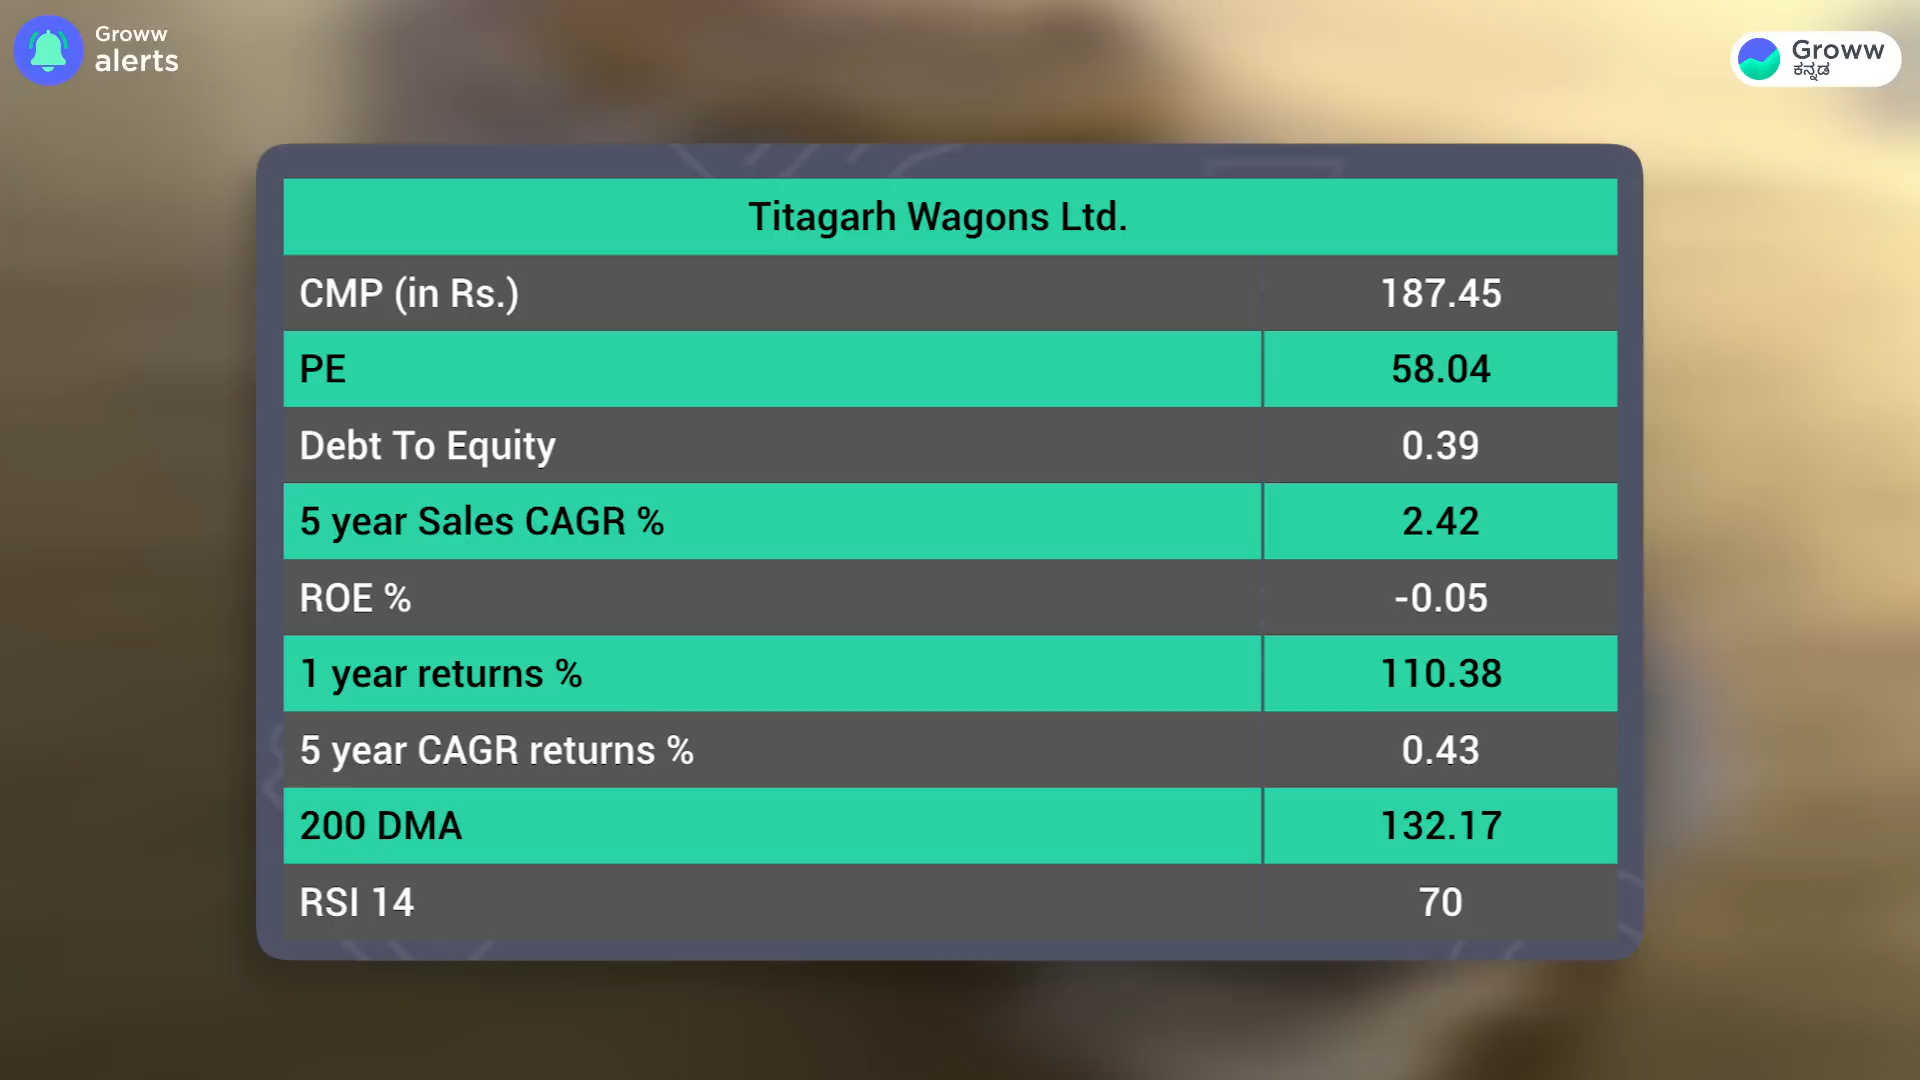 Groww
alerts
Groww
ಕನ್ನಡ
Titagarh Wagons Ltd.
CMP (in Rs.) 187.45
PE 58.04
Debt To Equity 0.39
5 year Sales CAGR % 2.42
ROE % -0.05
1 year returns % 110.38
5 year CAGR returns % 0.43
200 DMA 132.17
RSI 14 70